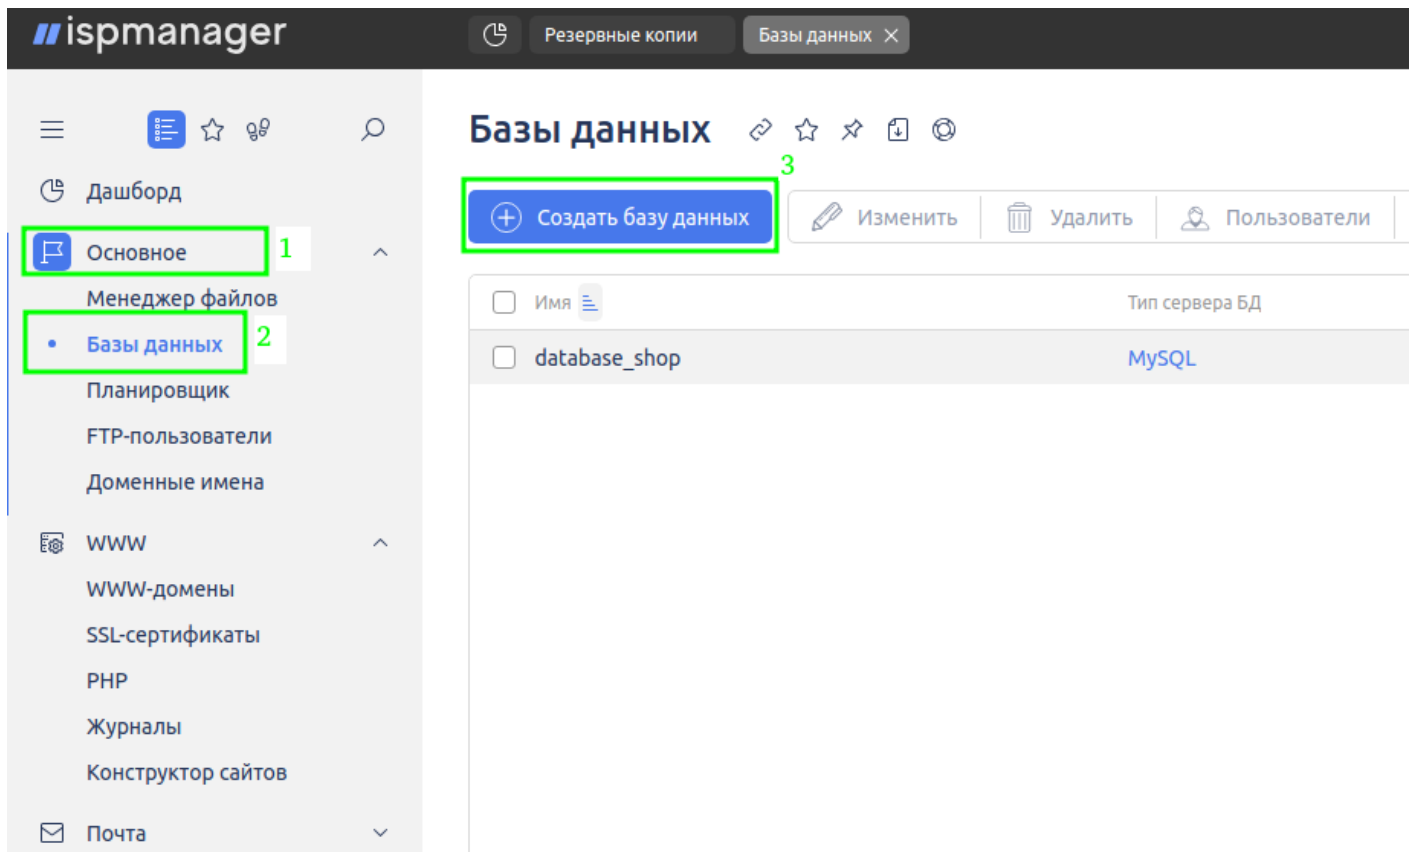 ispmanager
Резервные копии
Базы данных
Базы данных
3
Дашборд
Создать базу данных
Изменить
Удалить
Пользователи
Основное
1
Менеджер файлов
Имя
Тип сервера БД
Базы данных
2
database_shop
MySQL
Планировщик
FTP-пользователи
Доменные имена
WWW
WWW-домены
SSL-сертификаты
PHP
Журналы
Конструктор сайтов
Почта